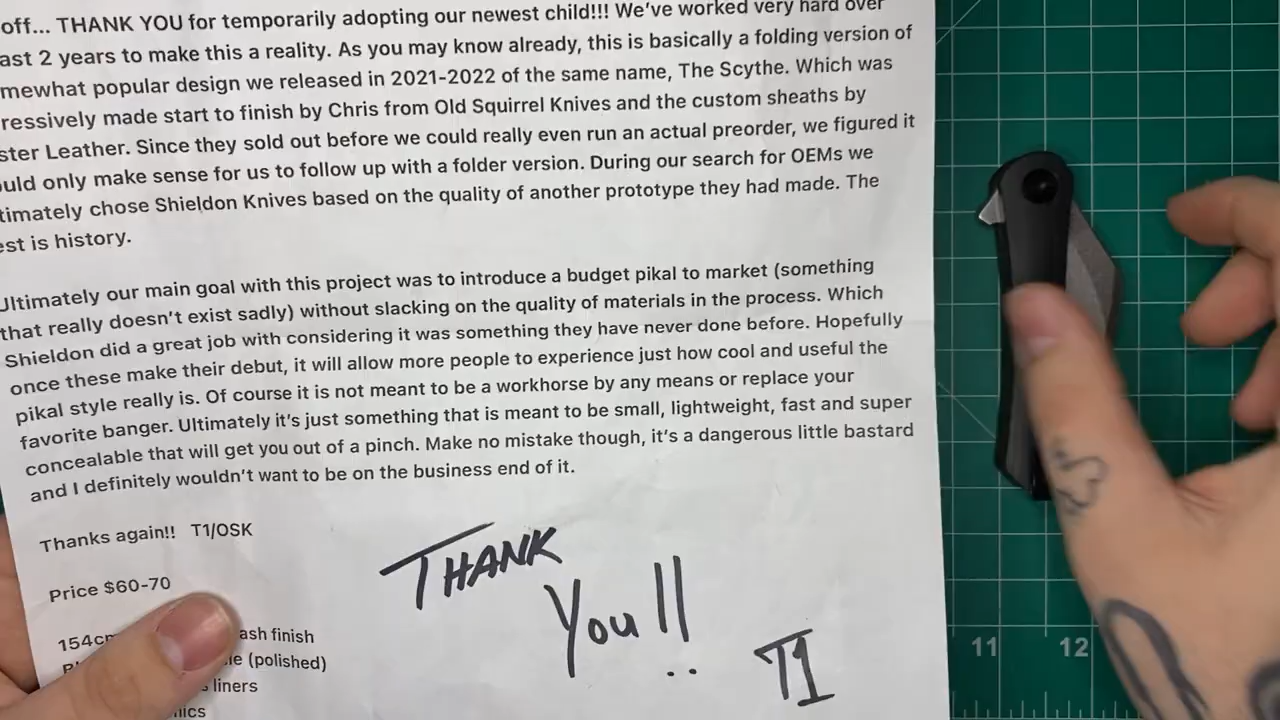 off... THANK YOU for temporarily adopting our newest child!!! We've worked very hard over
ast 2 years to make this a reality. As you may know already, this is basically a folding version of
mewhat popular design we released in 2021-2022 of the same name, The Scythe. Which was
ressively made start to finish by Chris from Old Squirrel Knives and the custom sheaths by
ster Leather. Since they sold out before we could really even run an actual preorder, we figured it
uld only make sense for us to follow up with a folder version. During our search for OEMs we
timately chose Shieldon Knives based on the quality of another prototype they had made. The
est is history.
Ultimately our main goal with this project was to introduce a budget pikal to market (something
that really doesn't exist sadly) without slacking on the quality of materials in the process. Which
Shieldon did a great job with considering it was something they have never done before. Hopefully
once these make their debut, it will allow more people to experience just how cool and useful the
pikal style really is. Of course it is not meant to be a workhorse by any means or replace your
favorite banger. Ultimately it's just something that is meant to be small, lightweight, fast and super
concealable that will get you out of a pinch. Make no mistake though, it's a dangerous little bastard
and I definitely wouldn't want to be on the business end of it.
Thanks again!! T1/OSK
Price $60-70
THANK
You!!
T1
154c ash finish
(polished)
liners
nics
11 12